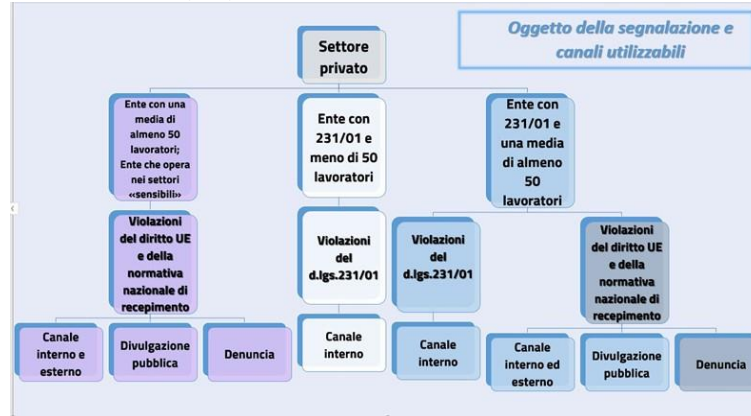 Oggetto della segnalazione e
canali utilizzabili
Settore
privato
Ente con una media di
almeno 50
lavoratori;
Ente che opera
nei settori
«sensibili»
Ente con
231/01 e
meno di 50
lavoratori
Ente con
231/01 e
una media
di almeno
50
lavoratori
Violazioni
del diritto UE
e della
normativa
nazionale di
recepimento
Violazioni
del
d.lgs.231/01
Violazioni
del
d.lgs.231/01
Violazioni
del diritto UE
e della
normativa
nazionale di
recepimento
Canale
interno e
esterno
Divulgazione
pubblica
Denuncia
Canale
interno
Canale
interno
Canale
interno ed
esterno
Divulgazione
pubblica
Denuncia